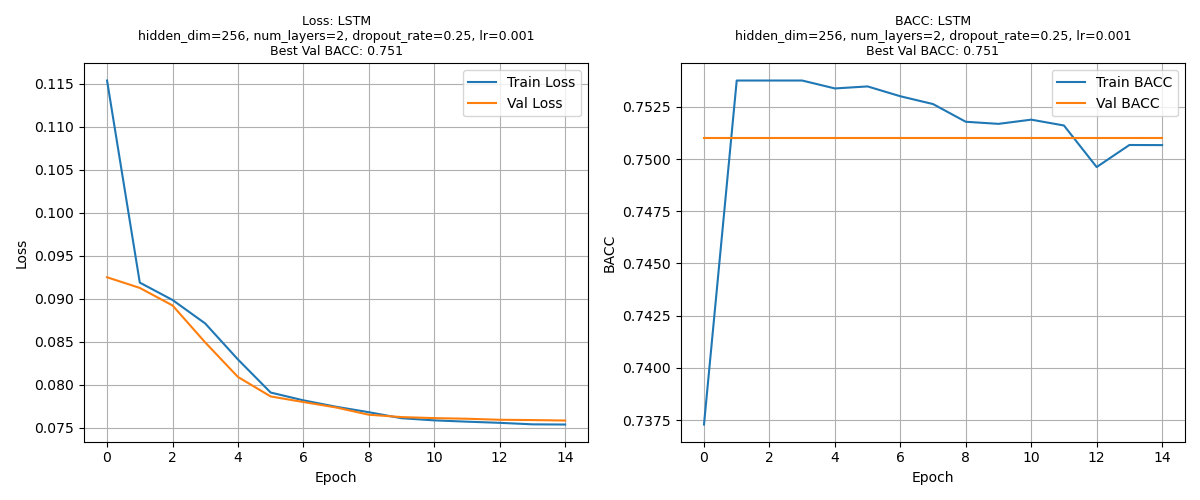 Loss: LSTM
hidden_dim=256, num_layers=2, dropout_rate=0.25, lr=0.001
Best Val BACC: 0.751
Train Loss
Val Loss
0.115
0.110
0.105
0.100
0.095
0.090
0.085
0.080
0.075
Loss
0 2 4 6 8 10 12 14
Epoch
BACC: LSTM
hidden_dim=256, num_layers=2, dropout_rate=0.25, lr=0.001
Best Val BACC: 0.751
Train BACC
Val BACC
0.7525
0.7500
0.7475
0.7450
0.7425
0.7400
0.7375
BACC
0 2 4 6 8 10 12 14
Epoch